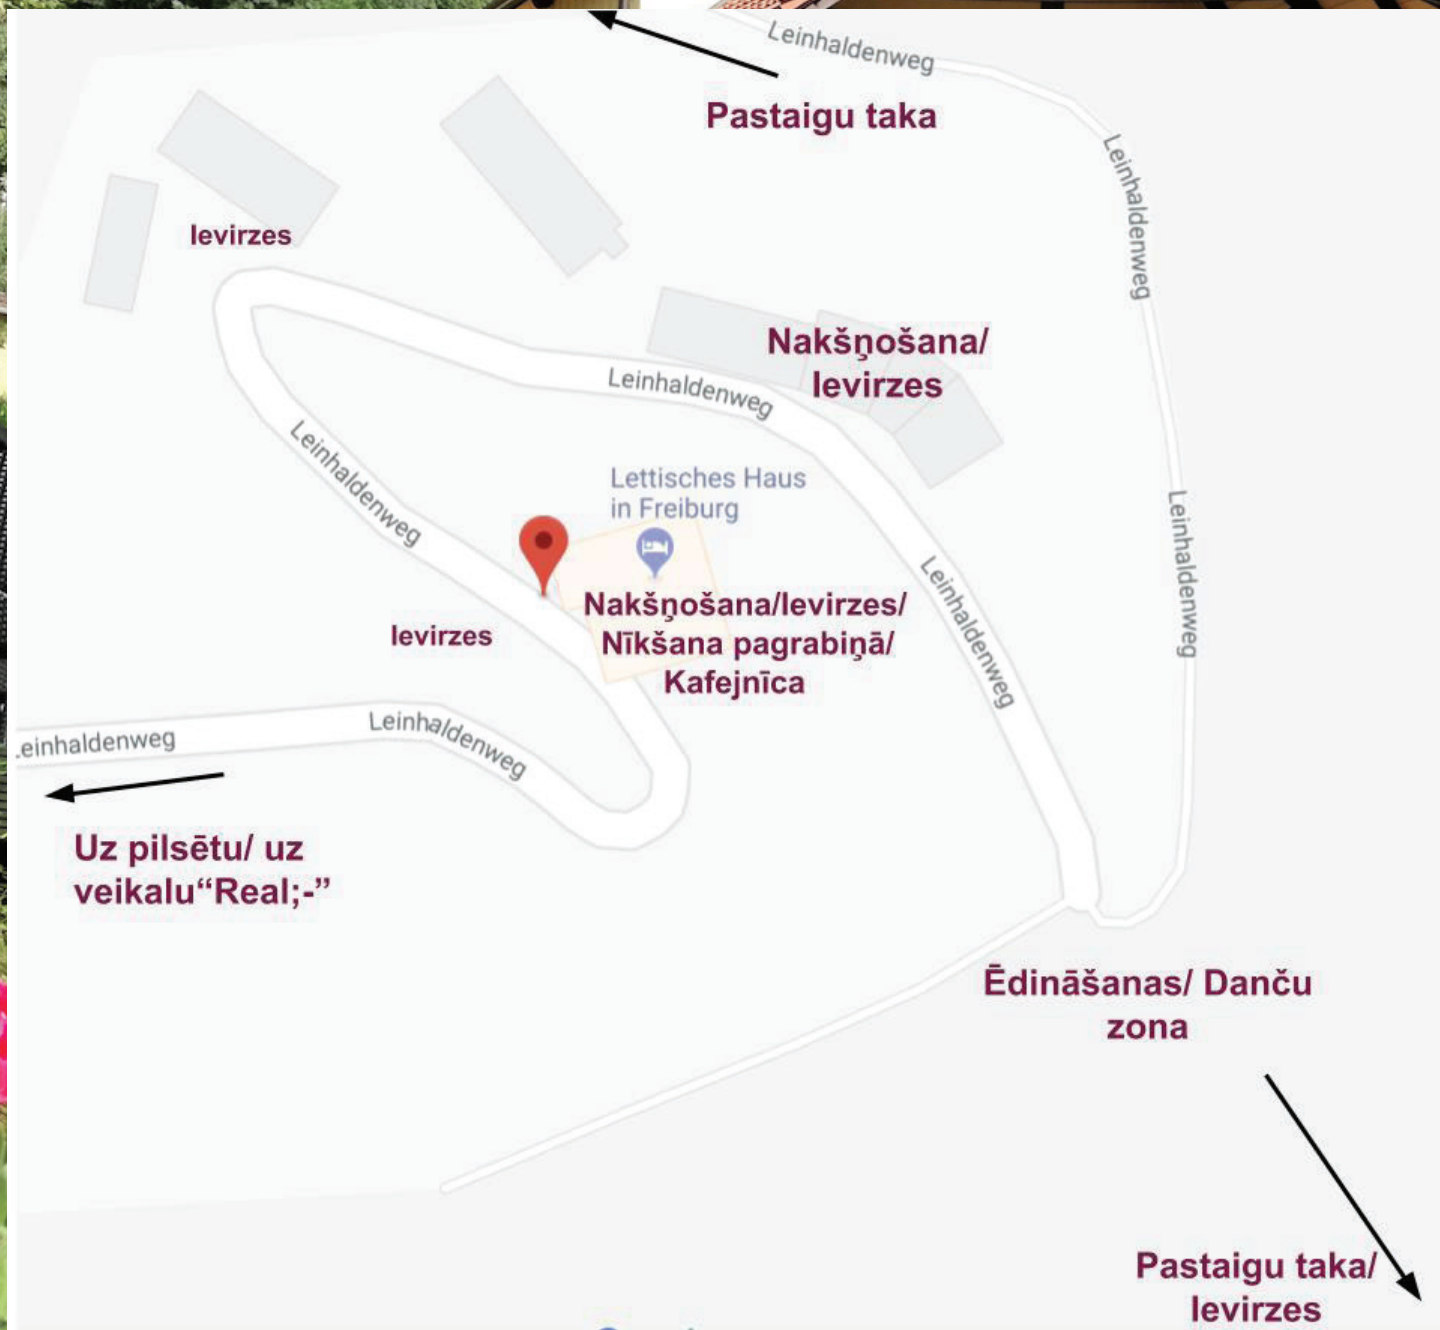 Leinhaldenweg
Pastaigu taka
Leinhaldenweg
Ievirzes
Nakšņošana/
Ievirzes
Leinhaldenweg
Leinhaldenweg
Lettisches Haus
in Freiburg
Leinhaldenweg
Leinhaldenweg
Nakšņošana/Ievirzes/
Nīkšana pagrabiņā/
Kafejnīca
Ievirzes
Leinhaldenweg
einhaldenweg
Uz pilsētu/ uz
veikalu“Real;-”
Ēdināšanas/ Danču
zona
Pastaigu taka/
Ievirzes